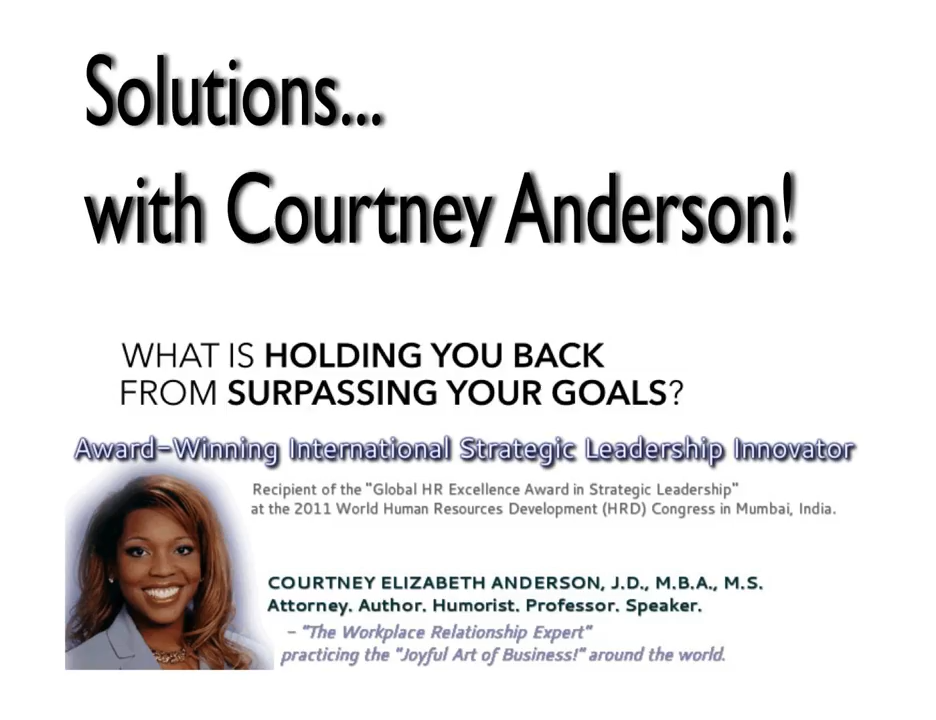 Solutions...
with Courtney Anderson!
WHAT IS HOLDING YOU BACK
FROM SURPASSING YOUR GOALS?
Award-Winning International Strategic Leadership Innovator
Recipient of the "Global HR Excellence Award in Strategic Leadership"
at the 2011 World Human Resources Development (HRD) Congress in Mumbai, India.
COURTNEY ELIZABETH ANDERSON, J.D., M.B.A., M.S.
Attorney. Author. Humorist. Professor. Speaker.
- "The Workplace Relationship Expert"
practicing the "Joyful Art of Business!" around the world.